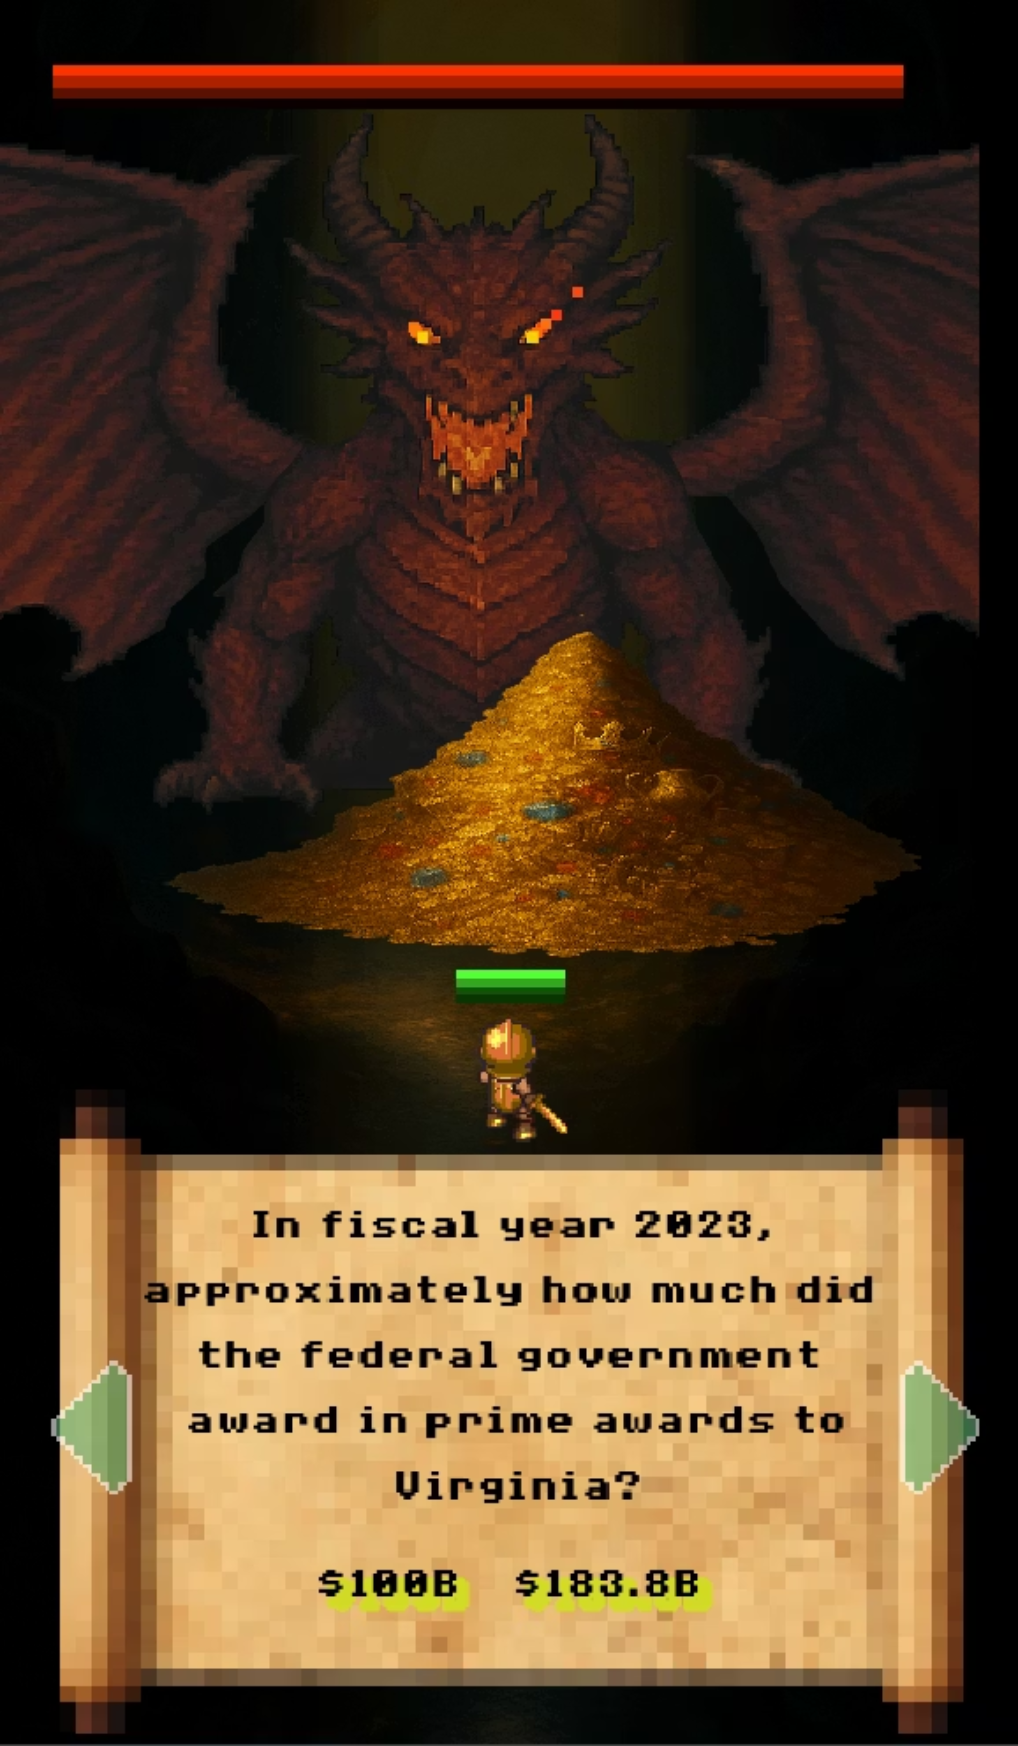 In fiscal year 2023,
approximately how much did
the federal government
award in prime awards to
Virginia?
$100B $183.8B